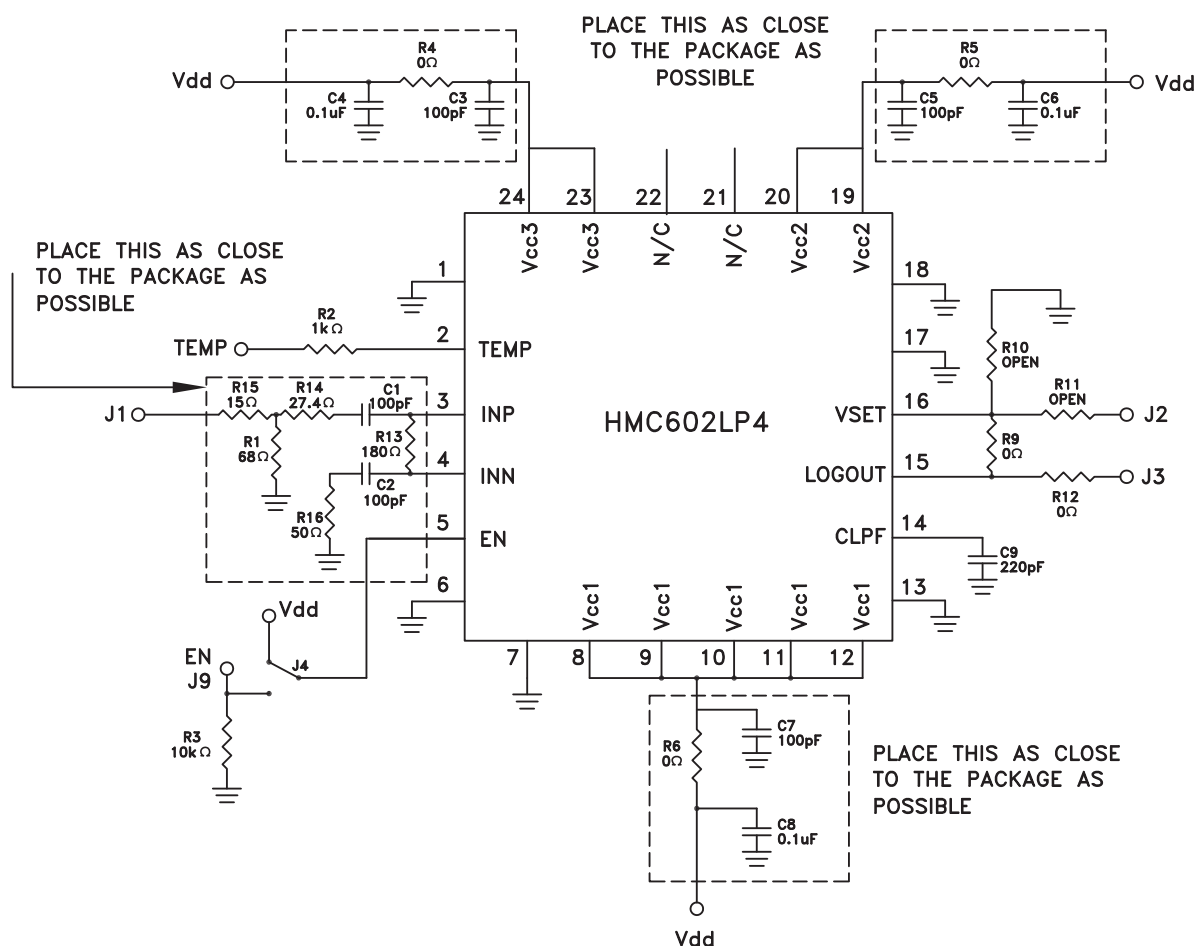 PLACE THIS AS CLOSE
TO THE PACKAGE AS
POSSIBLE
Vdd
R4
0Ω
C4
0.1uF
C3
100pF
R5
0Ω
C5
100pF
C6
0.1uF
Vdd
24
23
22
21
20
19
Vcc3
Vcc3
N/C
N/C
Vcc2
Vcc2
PLACE THIS AS CLOSE
TO THE PACKAGE AS
POSSIBLE
1
18
R2
1kΩ
TEMP
2
TEMP
17
R10
OPEN
R15
15Ω
R14
27.4Ω
C1
100pF
J1
3
INP
HMC602LP4
VSET
16
R11
OPEN
J2
R1
68Ω
R13
180Ω
R9
0Ω
4
INN
LOGOUT
15
J3
C2
100pF
R12
0Ω
R16
50Ω
5
EN
CLPF
14
C9
220pF
6
13
Vcc1
Vcc1
Vcc1
Vcc1
Vcc1
Vdd
7
8
9
10
11
12
EN
J9
J4
R3
10kΩ
R6
0Ω
C7
100pF
C8
0.1uF
PLACE THIS AS CLOSE
TO THE PACKAGE AS
POSSIBLE
Vdd